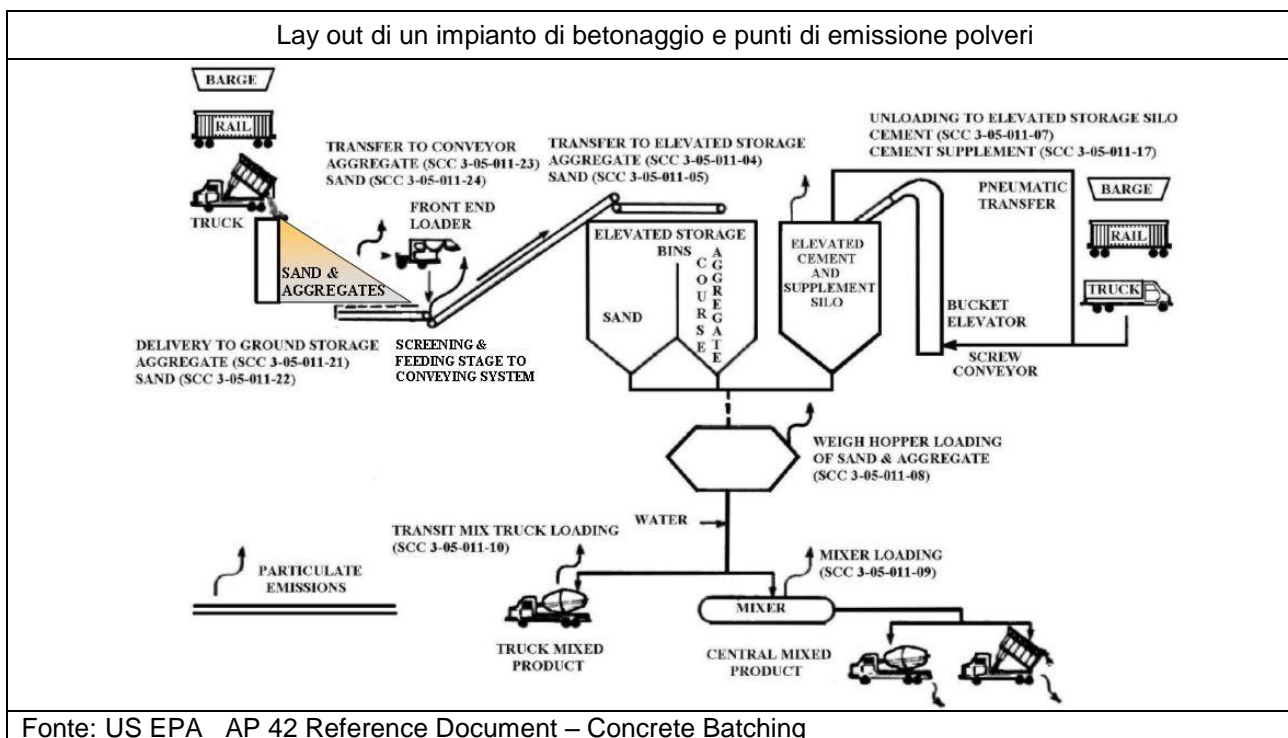 Lay out di un impianto di betonaggio e punti di emissione polveri
BARGE
RAIL
TRUCK
SAND &
AGGREGATES
DELIVERY TO GROUND STORAGE
AGGREGATE (SCC 3-05-011-21)
SAND (SCC 3-05-011-22)
TRANSFER TO CONVEYOR
AGGREGATE (SCC 3-05-011-23)
SAND (SCC 3-05-011-24)
FRONT END
LOADER
SCREENING &
FEEDING STAGE TO
CONVEYING SYSTEM
TRANSFER TO ELEVATED STORAGE
AGGREGATE (SCC 3-05-011-04)
SAND (SCC 3-05-011-05)
ELEVATED STORAGE
BINS
SAND
COURSE
AGGREGATE
UNLOADING TO ELEVATED STORAGE SILO
CEMENT (SCC 3-05-011-07)
CEMENT SUPPLEMENT (SCC 3-05-011-17)
ELEVATED
CEMENT
AND
SUPPLEMENT
SILO
PNEUMATIC
TRANSFER
BARGE
RAIL
TRUCK
BUCKET
ELEVATOR
SCREW
CONVEYOR
WEIGH HOPPER LOADING
OF SAND & AGGREGATE
(SCC 3-05-011-08)
WATER
TRANSIT MIX TRUCK LOADING
(SCC 3-05-011-10)
MIXER LOADING
(SCC 3-05-011-09)
PARTICULATE
EMISSIONS
MIXER
TRUCK MIXED
PRODUCT
CENTRAL MIXED
PRODUCT
Fonte: US EPA AP 42 Reference Document – Concrete Batching